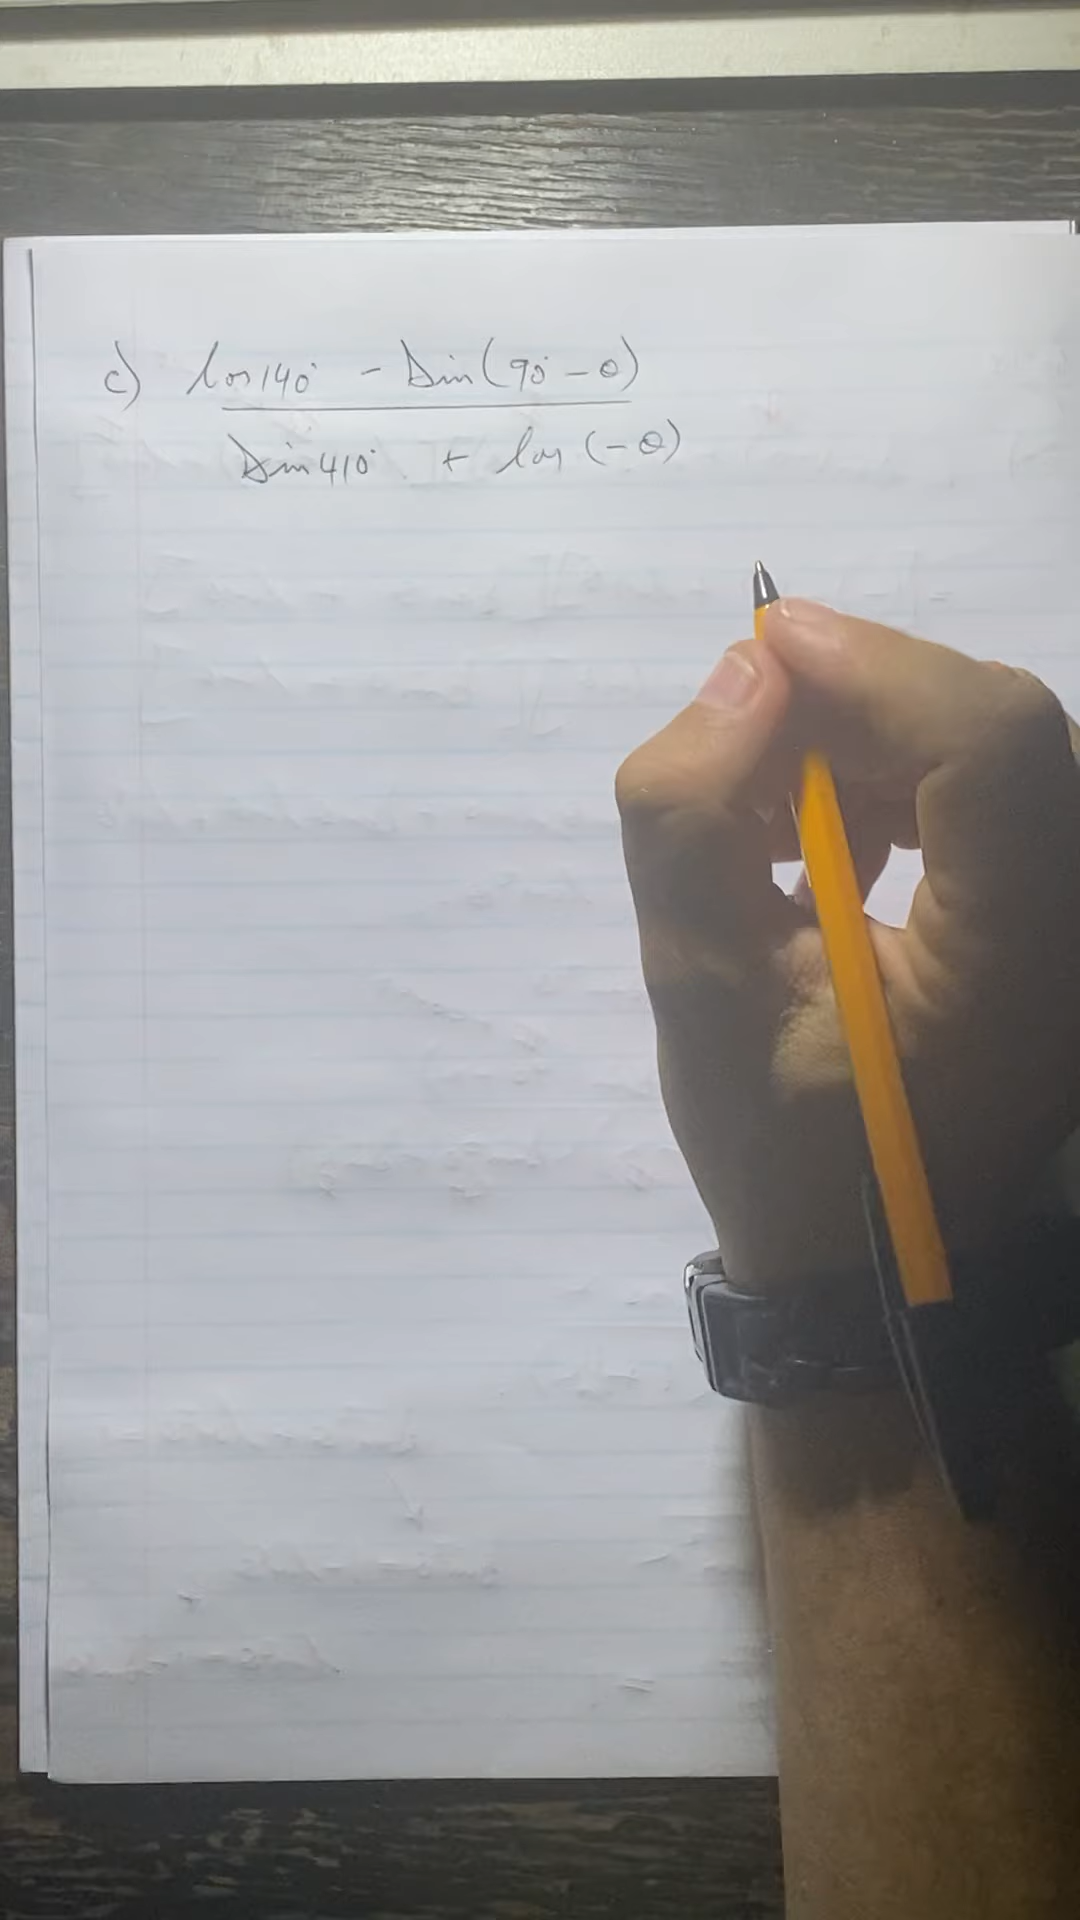 c) Cos 140° - Sin (90° - θ)
Sin 410° + Cos (-θ)